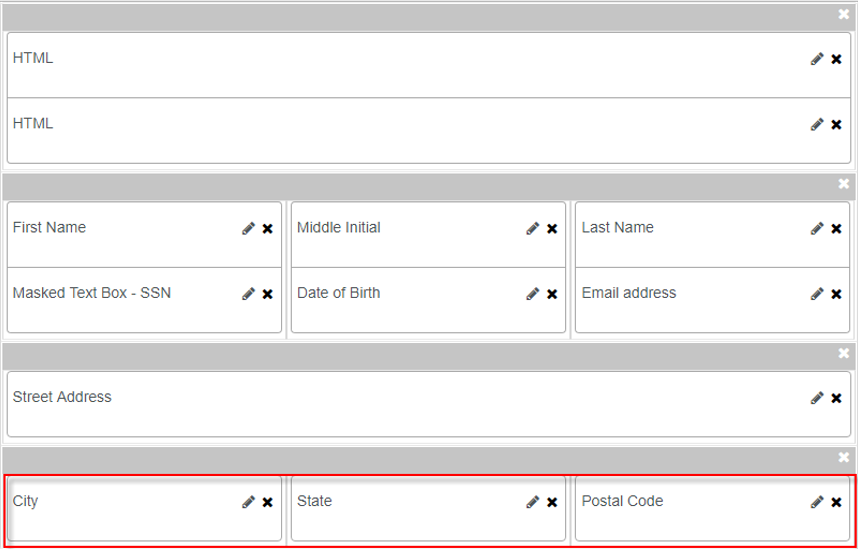 HTML
HTML
First Name
Middle Initial
Last Name
Masked Text Box - SSN
Date of Birth
Email address
Street Address
City
State
Postal Code